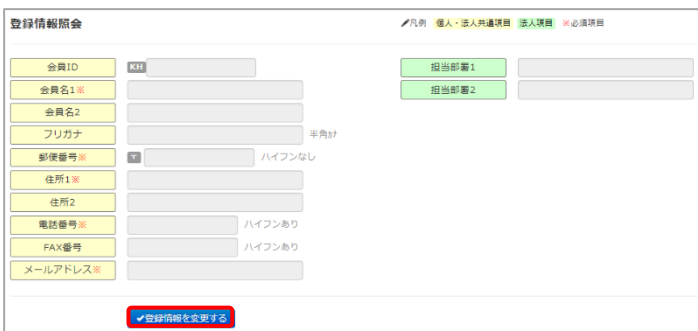 登録情報照会
凡例 個人・法人共通項目 法人項目 ※必須項目
会員ID KH
担当部署1
会員名1※
担当部署2
会員名2
フリガナ 半角ｶﾅ
郵便番号※ 〒 ハイフンなし
住所1※
住所2
電話番号※ ハイフンあり
FAX番号 ハイフンあり
メールアドレス※
✔登録情報を変更する